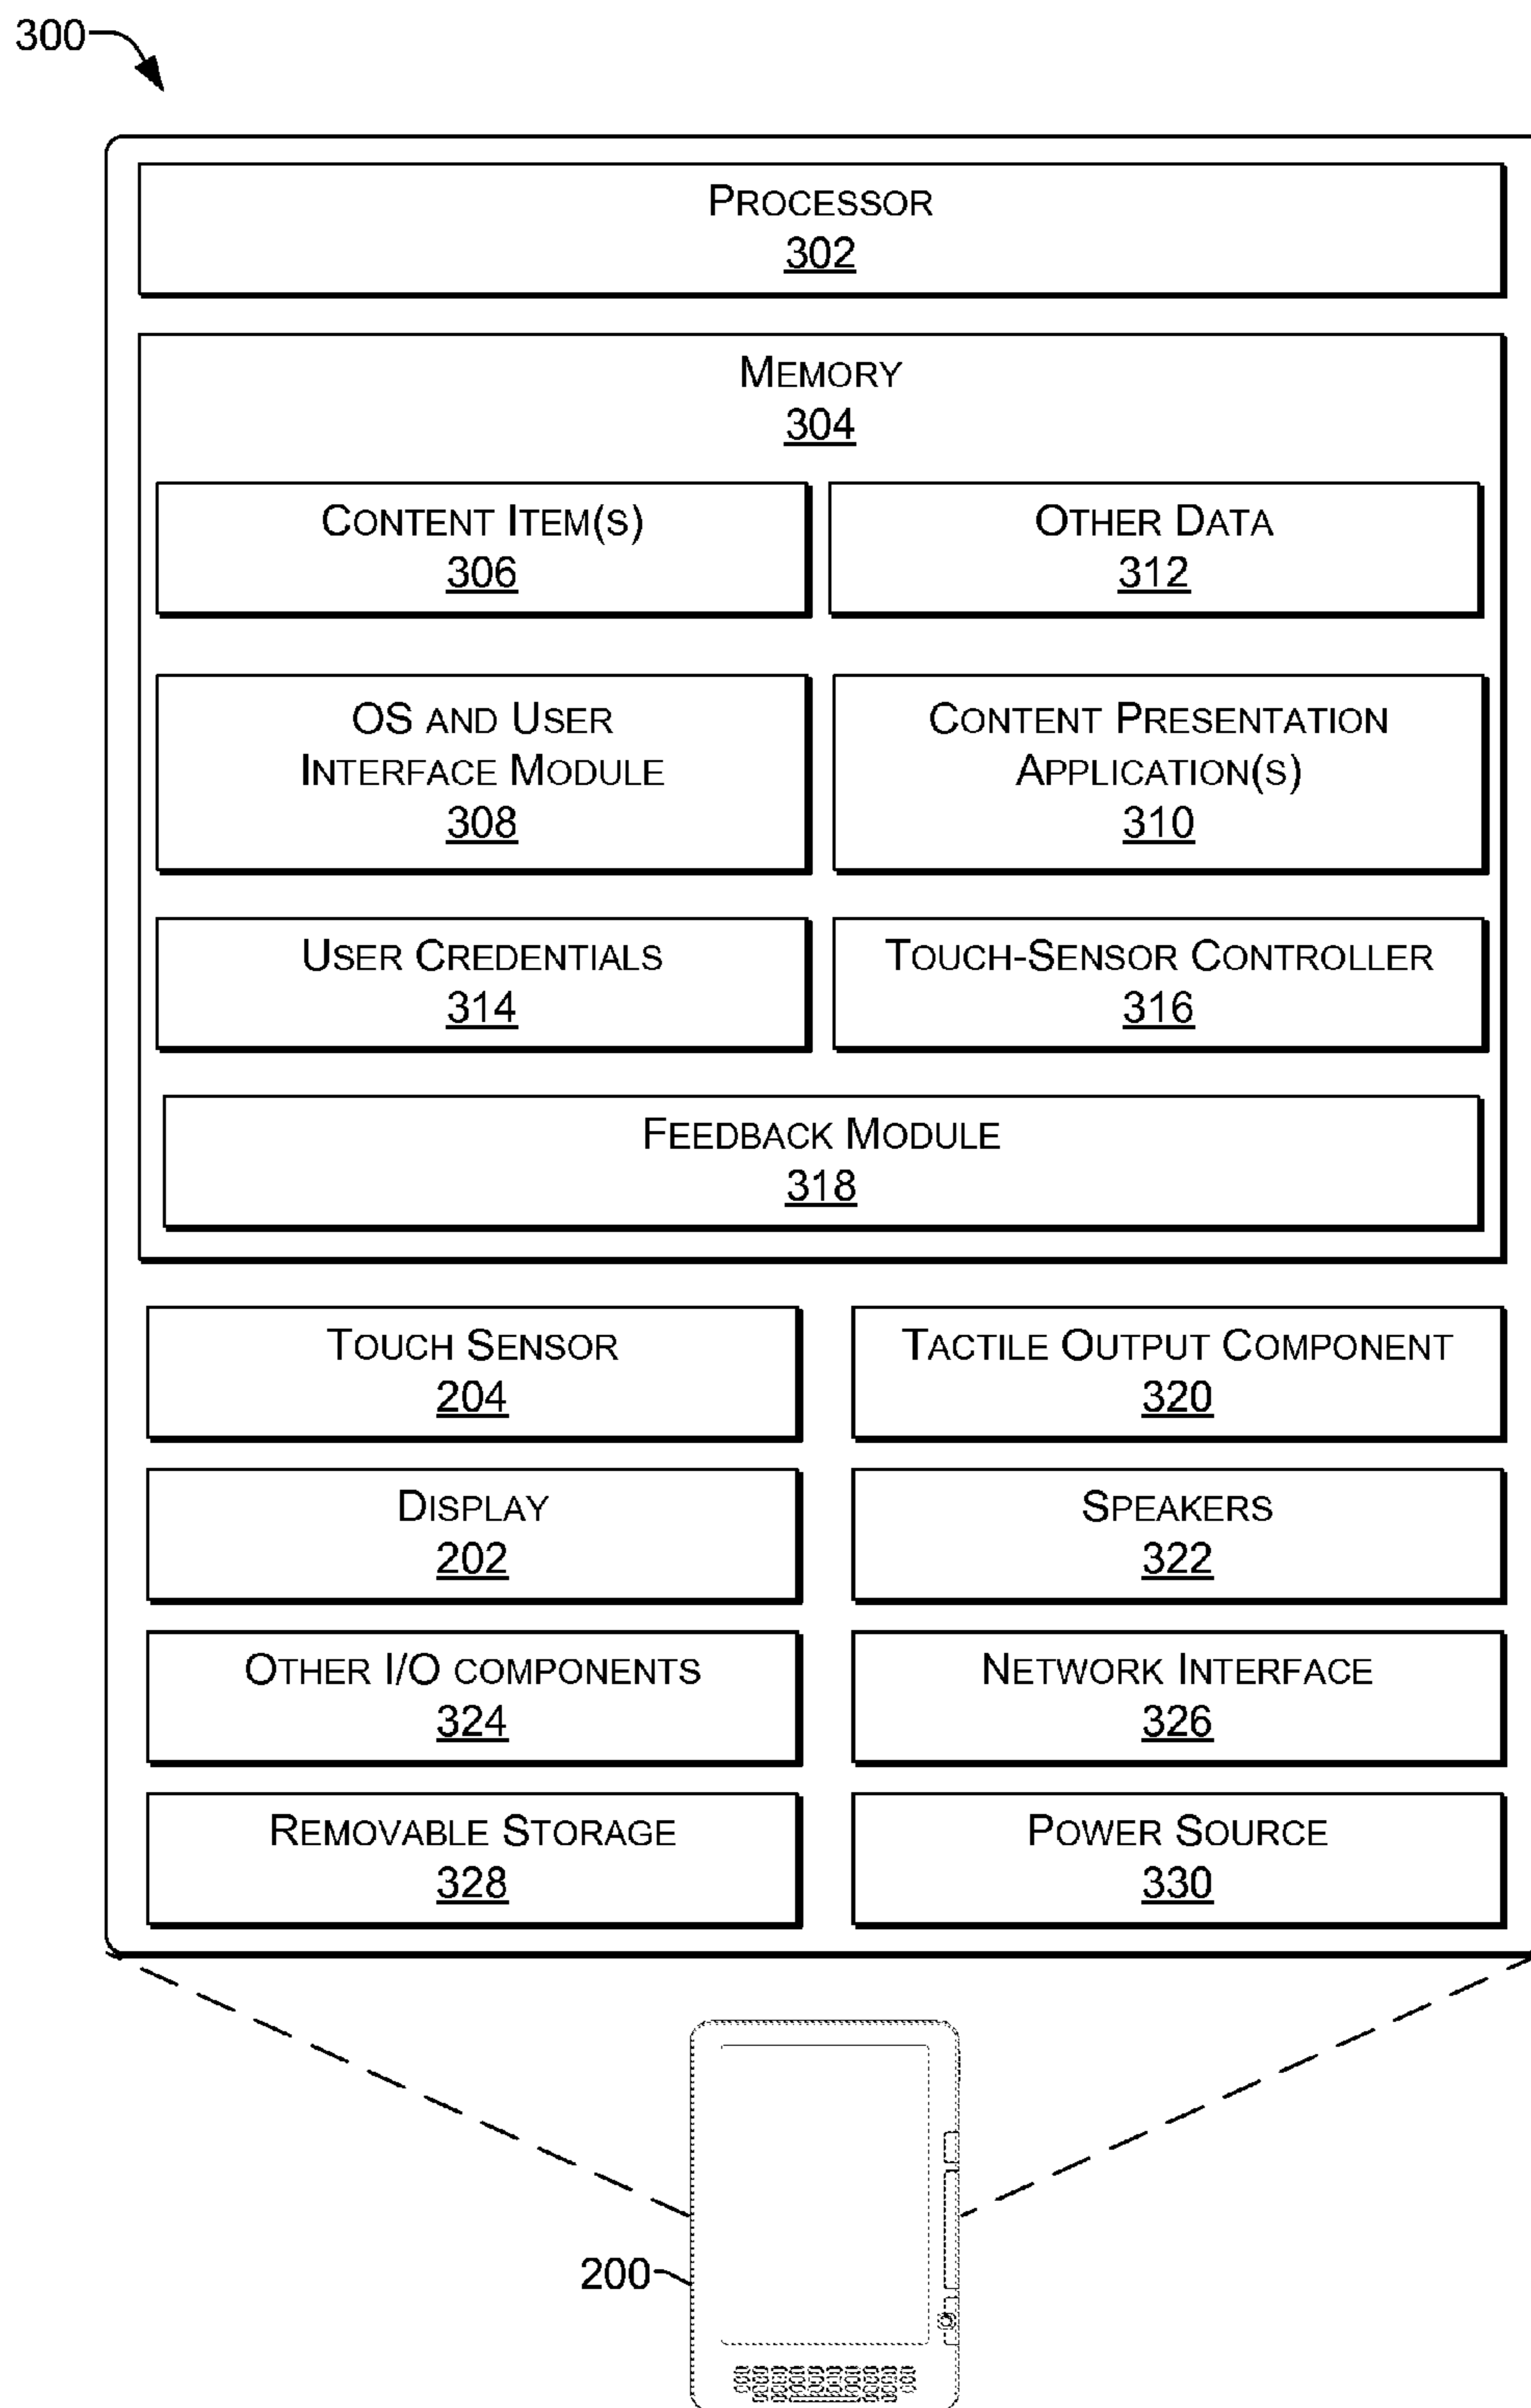 300
PROCESSOR
302
MEMORY
304
CONTENT ITEM(S)
306
OTHER DATA
312
OS AND USER
INTERFACE MODULE
308
CONTENT PRESENTATION
APPLICATION(S)
310
USER CREDENTIALS
314
TOUCH-SENSOR CONTROLLER
316
FEEDBACK MODULE
318
TOUCH SENSOR
204
TACTILE OUTPUT COMPONENT
320
DISPLAY
202
SPEAKERS
322
OTHER I/O COMPONENTS
324
NETWORK INTERFACE
326
REMOVABLE STORAGE
328
POWER SOURCE
330
200